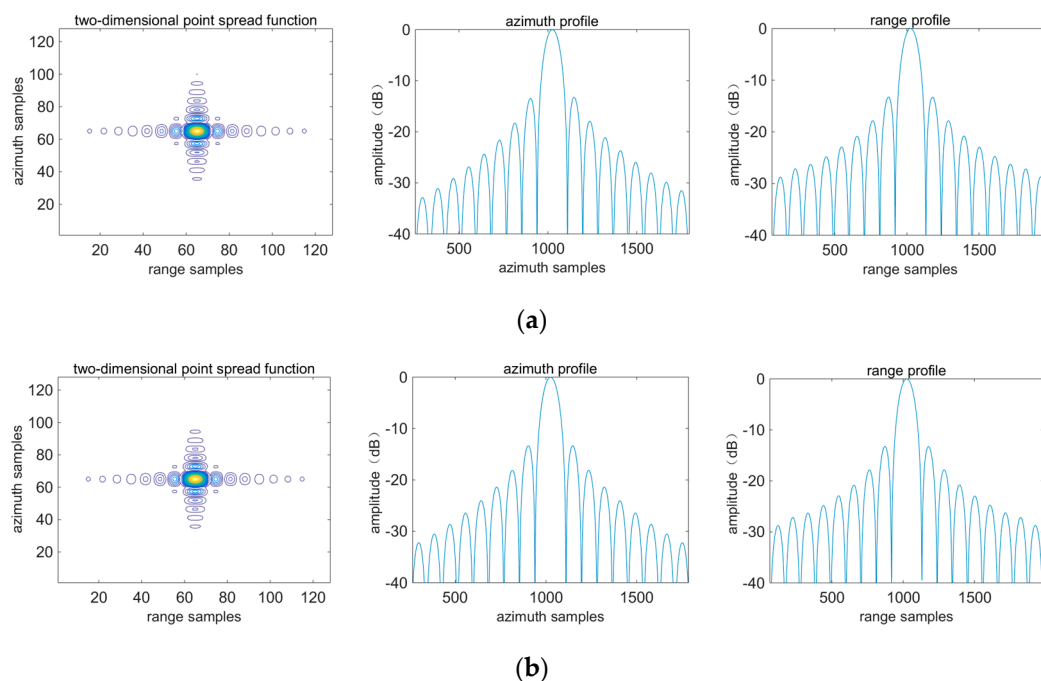 two-dimensional point spread function
120
100
80
60
40
20
azimuth samples
20 40 60 80 100 120
range samples
azimuth profile
0
-10
-20
-30
-40
amplitude（dB）
500 1000 1500
azimuth samples
range profile
0
-10
-20
-30
-40
amplitude（dB）
500 1000 1500
range samples
(a)
two-dimensional point spread function
120
100
80
60
40
20
azimuth samples
20 40 60 80 100 120
range samples
azimuth profile
0
-10
-20
-30
-40
amplitude（dB）
500 1000 1500
azimuth samples
range profile
0
-10
-20
-30
-40
amplitude（dB）
500 1000 1500
range samples
(b)